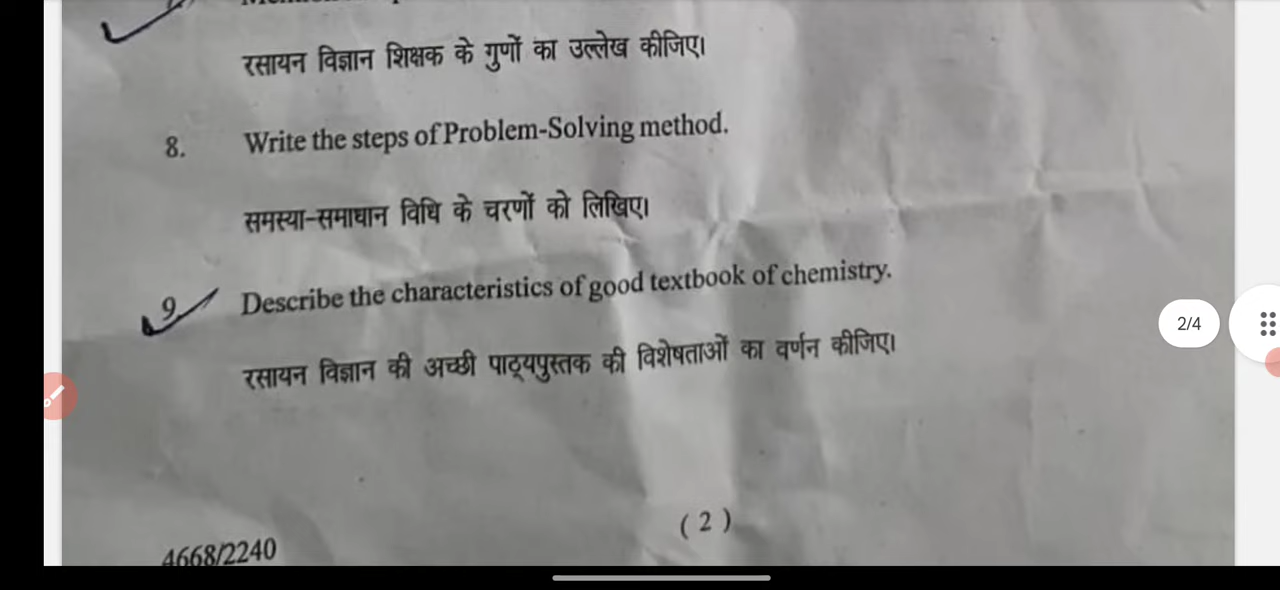 रसायन विज्ञान शिक्षक के गुणों का उल्लेख कीजिए।
8. Write the steps of Problem-Solving method.
समस्या-समाधान विधि के चरणों को लिखिए।
9. Describe the characteristics of good textbook of chemistry.
रसायन विज्ञान की अच्छी पाठ्यपुस्तक की विशेषताओं का वर्णन कीजिए।
2/4
( 2 )
4668/2240